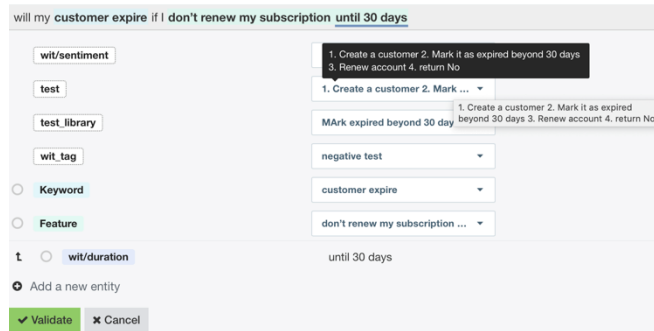 will my customer expire if I don't renew my subscription until 30 days
wit/sentiment
1. Create a customer 2. Mark it as expired beyond 30 days
3. Renew account 4. return No
test
1. Create a customer 2. Mark ...
1. Create a customer 2. Mark it as expired
beyond 30 days 3. Renew account 4. return No
test_library
MArk expired beyond 30 day
wit_tag
negative test
Keyword
customer expire
Feature
don't renew my subscription ...
wit/duration
until 30 days
Add a new entity
Validate
Cancel